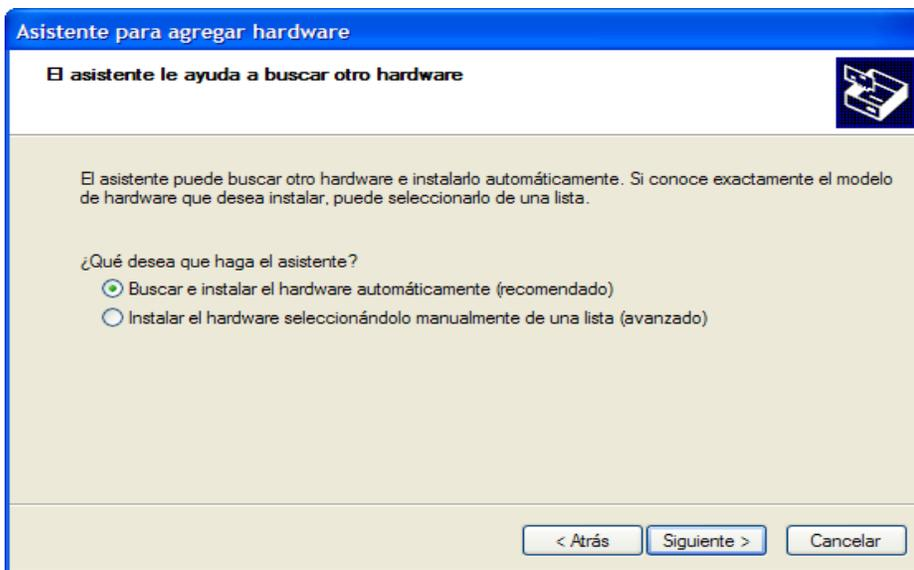 Asistente para agregar hardware
El asistente le ayuda a buscar otro hardware
El asistente puede buscar otro hardware e instalarlo automáticamente. Si conoce exactamente el modelo
de hardware que desea instalar, puede seleccionarlo de una lista.
¿Qué desea que haga el asistente?
Buscar e instalar el hardware automáticamente (recomendado)
Instalar el hardware seleccionándolo manualmente de una lista (avanzado)
< Atrás
Siguiente >
Cancelar